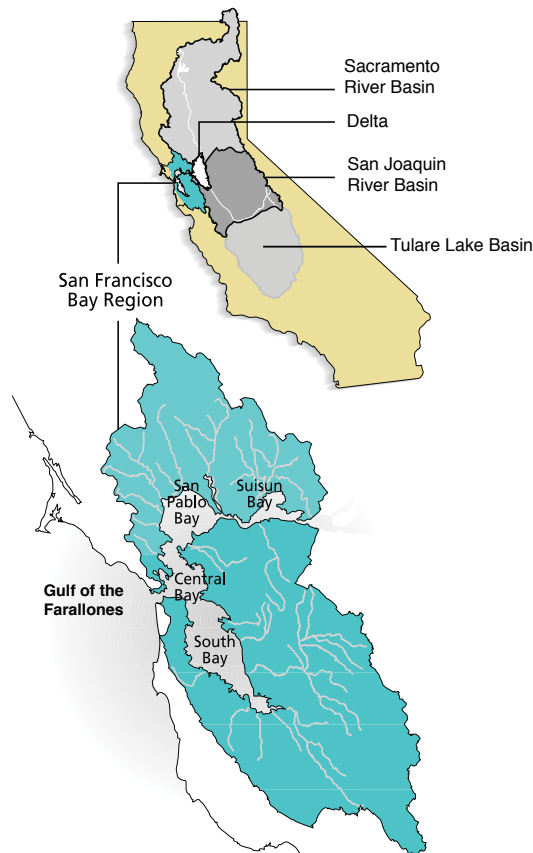 Sacramento
River Basin
Delta
San Joaquin
River Basin
Tulare Lake Basin
San Francisco
Bay Region
San
Pablo
Bay
Suisun
Bay
Gulf of the
Farallones
Central
Bay
South
Bay